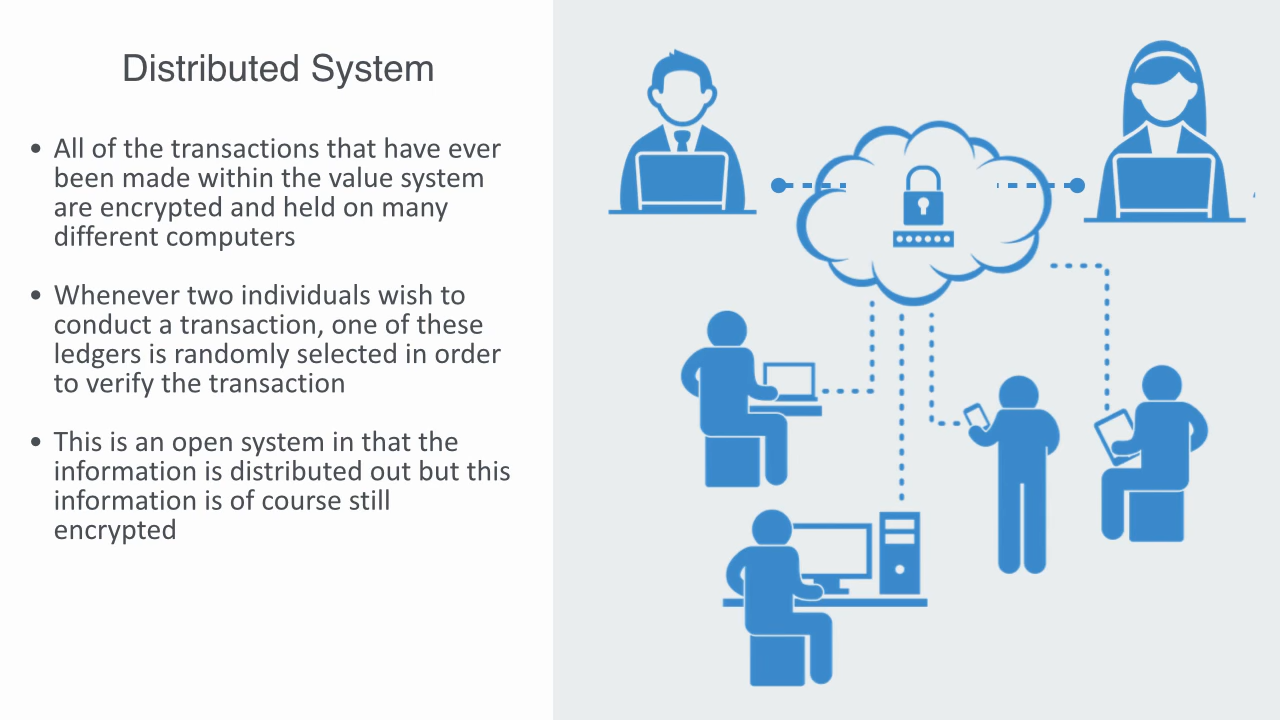 Distributed System
• All of the transactions that have ever
been made within the value system
are encrypted and held on many
different computers
• Whenever two individuals wish to
conduct a transaction, one of these
ledgers is randomly selected in order
to verify the transaction
• This is an open system in that the
information is distributed out but this
information is of course still
encrypted